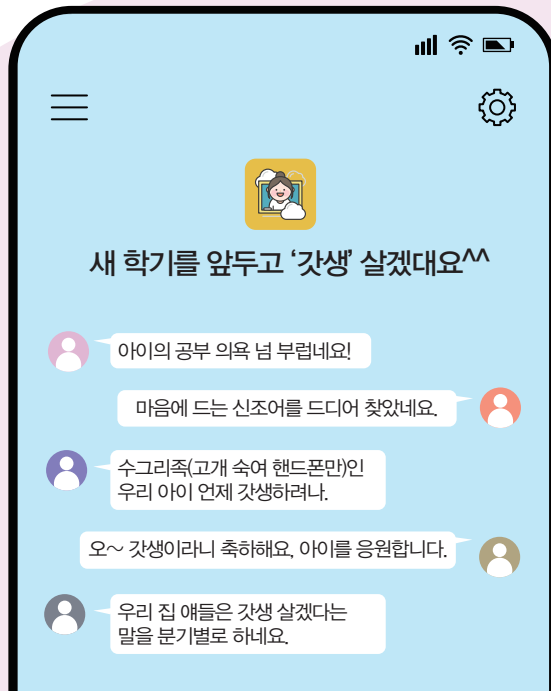 새 학기를 앞두고 ‘갓생’ 살겠대요^^
아이의 공부 의욕 넘 부럽네요!
마음에 드는 신조어를 드디어 찾았네요.
수그리족(고개 숙여 핸드폰만)인
우리 아이 언제 갓생하려나.
오~ 갓생이라니 축하해요, 아이를 응원합니다.
우리 집 얘들은 갓생 살겠다는
말을 분기별로 하네요.